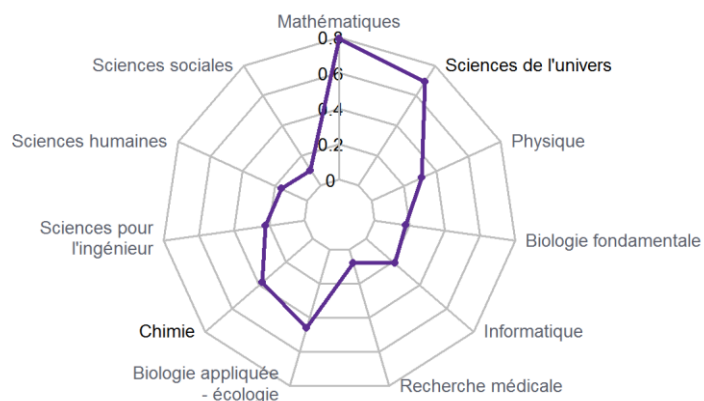 Mathématiques
0.8
Sciences sociales
Sciences de l'univers
0.6
0.4
Sciences humaines
Physique
0.2
0
Sciences pour
l'ingénieur
Biologie fondamentale
Chimie
Informatique
Biologie appliquée
- écologie
Recherche médicale